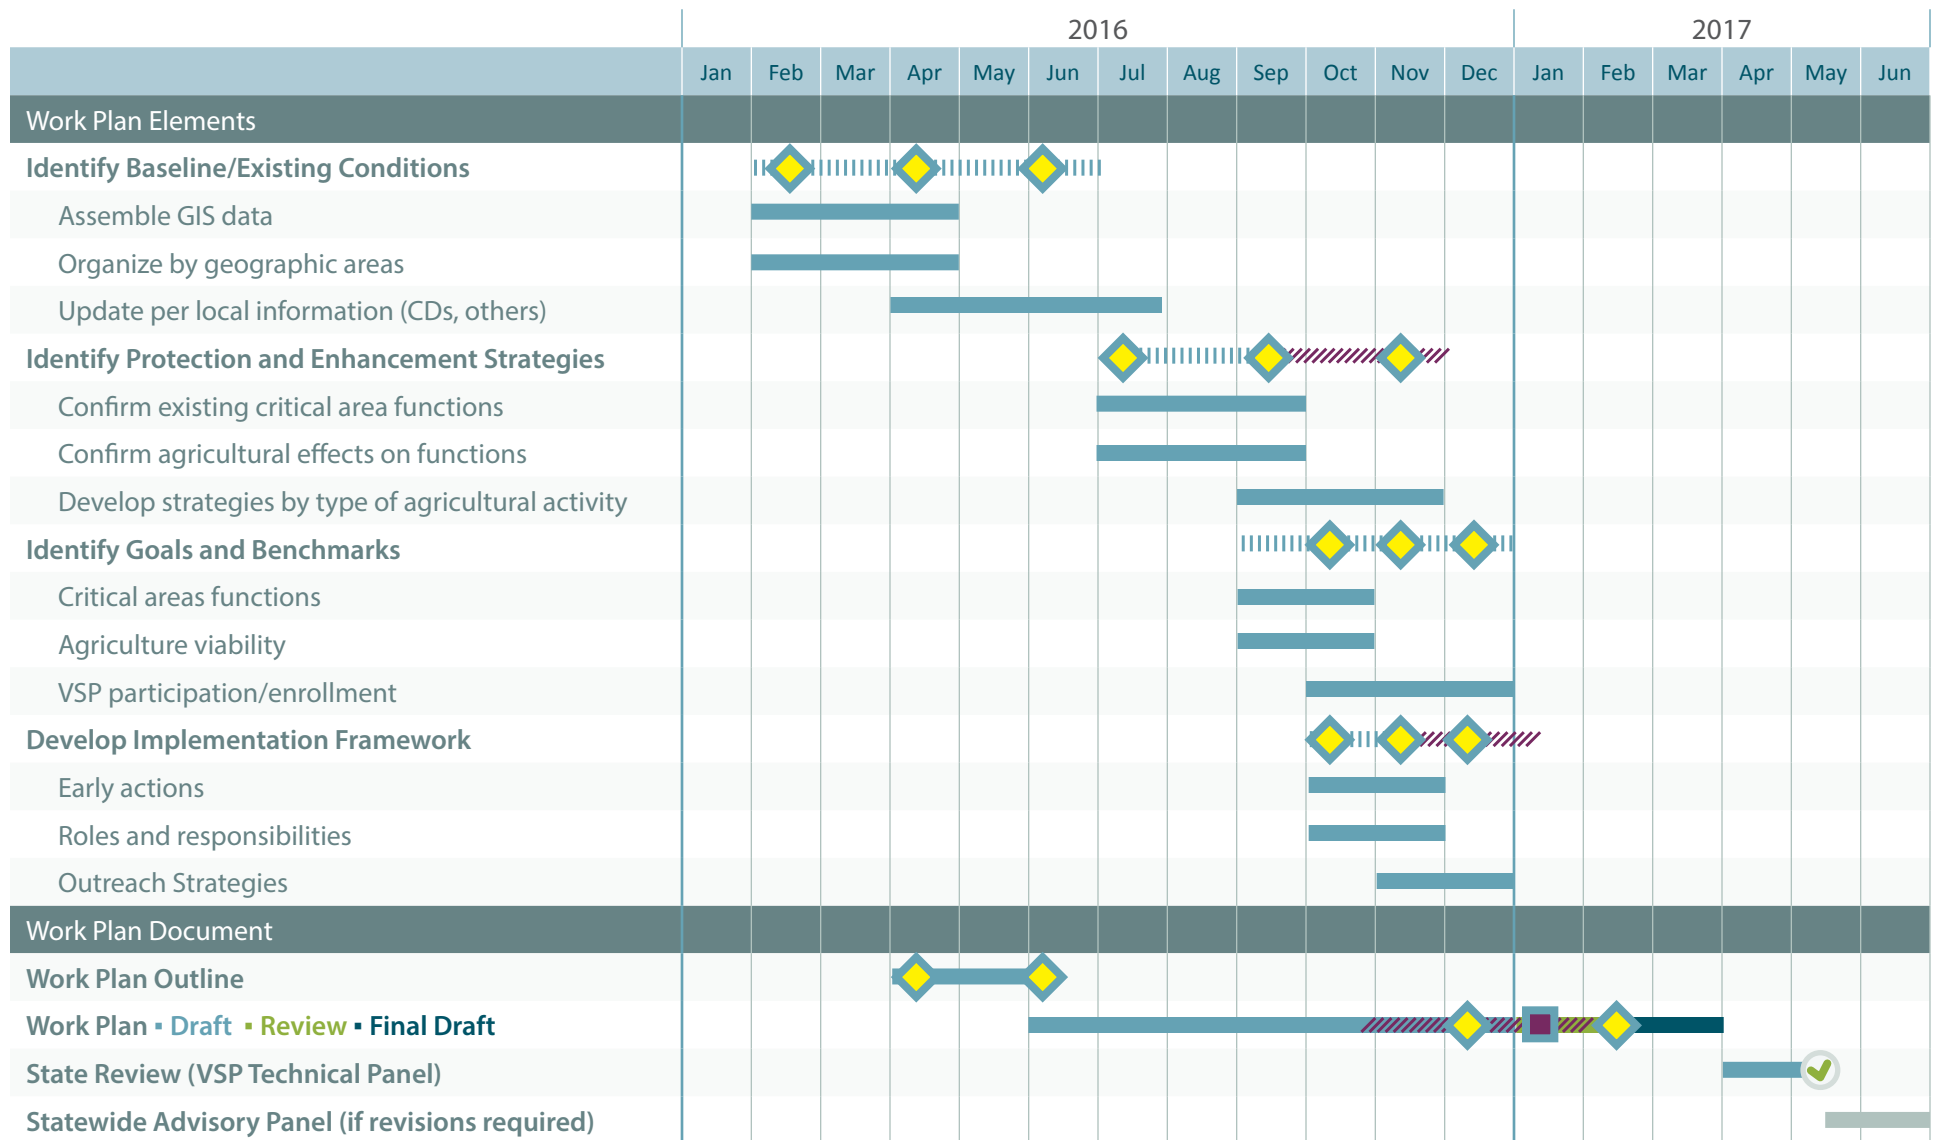 2016 2017
Jan Feb Mar Apr May Jun Jul Aug Sep Oct Nov Dec Jan Feb Mar Apr May Jun
Work Plan Elements
Identify Baseline/Existing Conditions
Assemble GIS data
Organize by geographic areas
Update per local information (CDs, others)
Identify Protection and Enhancement Strategies
Confirm existing critical area functions
Confirm agricultural effects on functions
Develop strategies by type of agricultural activity
Identify Goals and Benchmarks
Critical areas functions
Agriculture viability
VSP participation/enrollment
Develop Implementation Framework
Early actions
Roles and responsibilities
Outreach Strategies
Work Plan Document
Work Plan Outline
Work Plan ▪ Draft ▪ Review ▪ Final Draft
State Review (VSP Technical Panel)
Statewide Advisory Panel (if revisions required)